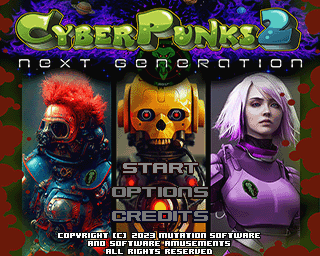 CYBERPUNKS 2
NEXT GENERATION
START
OPTIONS
CREDITS
COPYRIGHT (C) 2023 MUTATION SOFTWARE
AND SOFTWARE AMUSEMENTS
ALL RIGHTS RESERVED